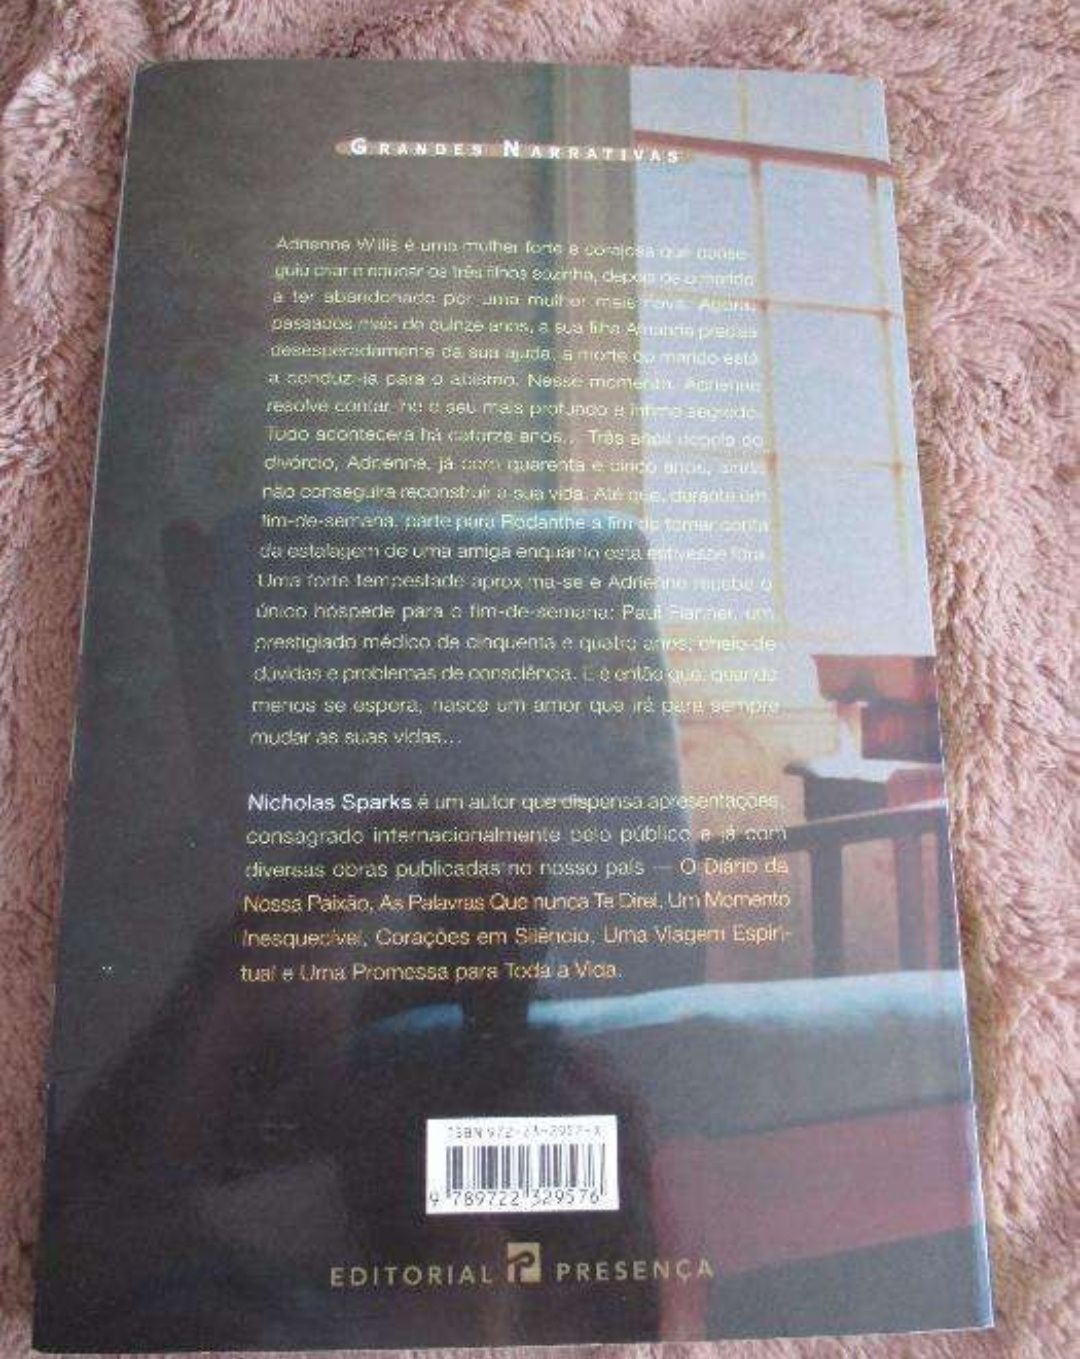 GRANDES NARRATIVAS
Adrienne Willis é uma mulher forte e corajosa que conse-
guiu criar e educar os três filhos sozinha, depois de o marido
a ter abandonado por uma mulher mais nova. Agora,
passados mais de quinze anos, a sua filha Amanda precisa
desesperadamente da sua ajuda: a morte do marido está
a conduzi-la para o abismo. Nesse momento, Adrienne
resolve contar-lhe o seu mais profundo e íntimo segredo.
Tudo acontecera há catorze anos... Três anos depois do
divórcio, Adrienne, já com quarenta e cinco anos, ainda
não conseguira reconstruir a sua vida. Até que, durante um
fim-de-semana, parte para Rodanthe a fim de tomar conta
da estalagem de uma amiga enquanto esta estivesse fora.
Uma forte tempestade aproxima-se e Adrienne recebe o
único hóspede para o fim-de-semana: Paul Flanner, um
prestigiado médico de cinquenta e quatro anos, cheio de
dúvidas e problemas de consciência. E é então que, quando
menos se espera, nasce um amor que irá para sempre
mudar as suas vidas...
Nicholas Sparks é um autor que dispensa apresentações,
consagrado internacionalmente pelo público e já com
diversas obras publicadas no nosso país — O Diário da
Nossa Paixão, As Palavras Que nunca Te Direi, Um Momento
Inesquecível, Corações em Silêncio, Uma Viagem Espiri-
tual e Uma Promessa para Toda a Vida.
ISBN 972-23-2957-X
9 789722 329576
EDITORIAL PRESENÇA